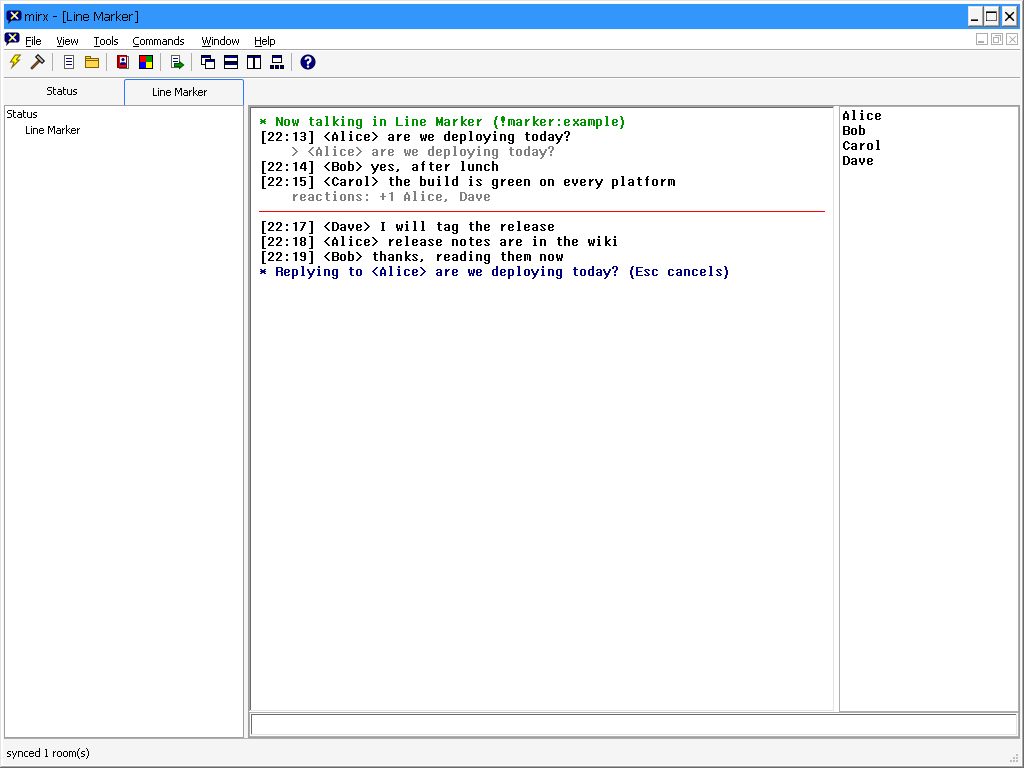 mirx - [Line Marker]
File View Tools Commands Window Help
Status Line Marker
Status
Line Marker
* Now talking in Line Marker (!marker:example)
[22:13] <Alice> are we deploying today?
> <Alice> are we deploying today?
[22:14] <Bob> yes, after lunch
[22:15] <Carol> the build is green on every platform
reactions: +1 Alice, Dave
[22:17] <Dave> I will tag the release
[22:18] <Alice> release notes are in the wiki
[22:19] <Bob> thanks, reading them now
* Replying to <Alice> are we deploying today? (Esc cancels)
Alice
Bob
Carol
Dave
synced 1 room(s)